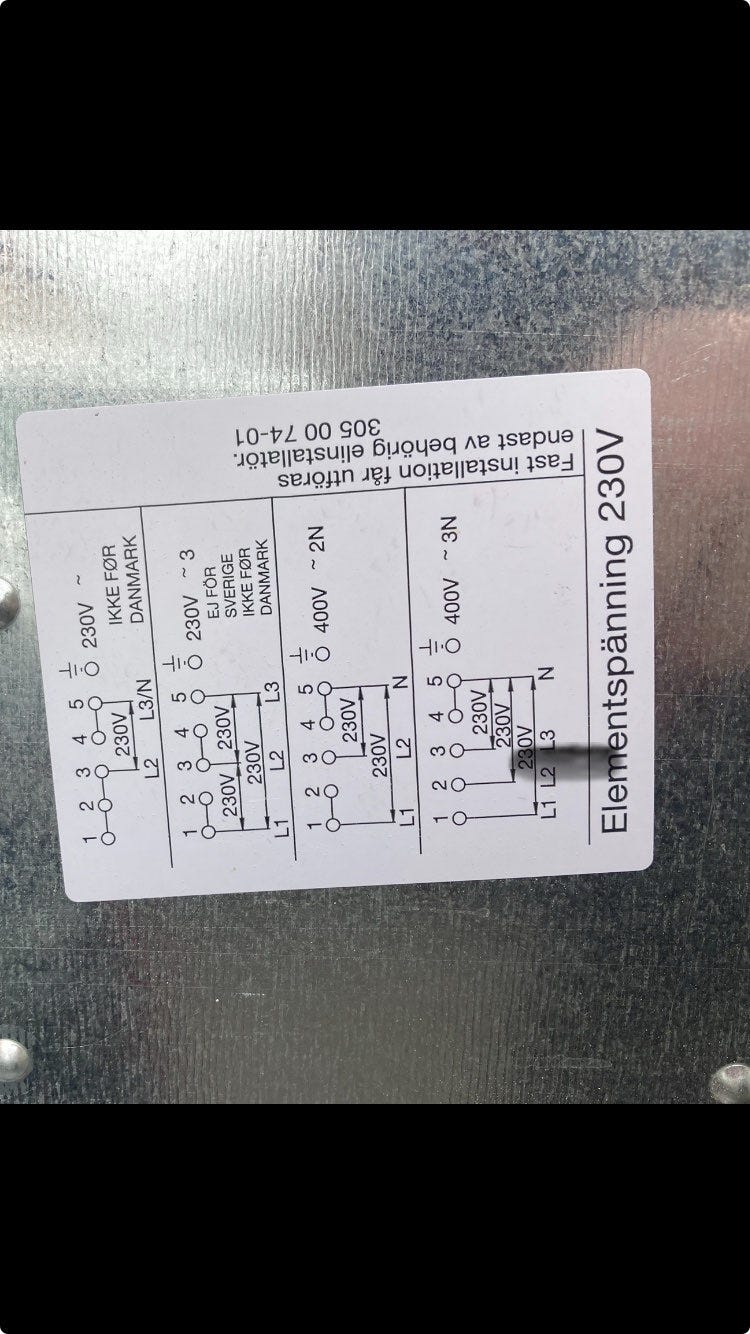 1 2 3 4 5 230V ~
IKKE FØR
230V DANMARK
L2 L3/N
1 2 3 4 5 230V ~ 3
EJ FÖR
230V 230V SVERIGE
IKKE FØR
230V DANMARK
L1 L2 L3
1 2 3 4 5 400V ~ 2N
230V
230V
L1 L2 N
1 2 3 4 5 400V ~ 3N
230V
230V
230V
L1 L2 L3 N
Elementspänning 230V
Fast installation får utföras
endast av behörig elinstallatör.
305 00 74-01